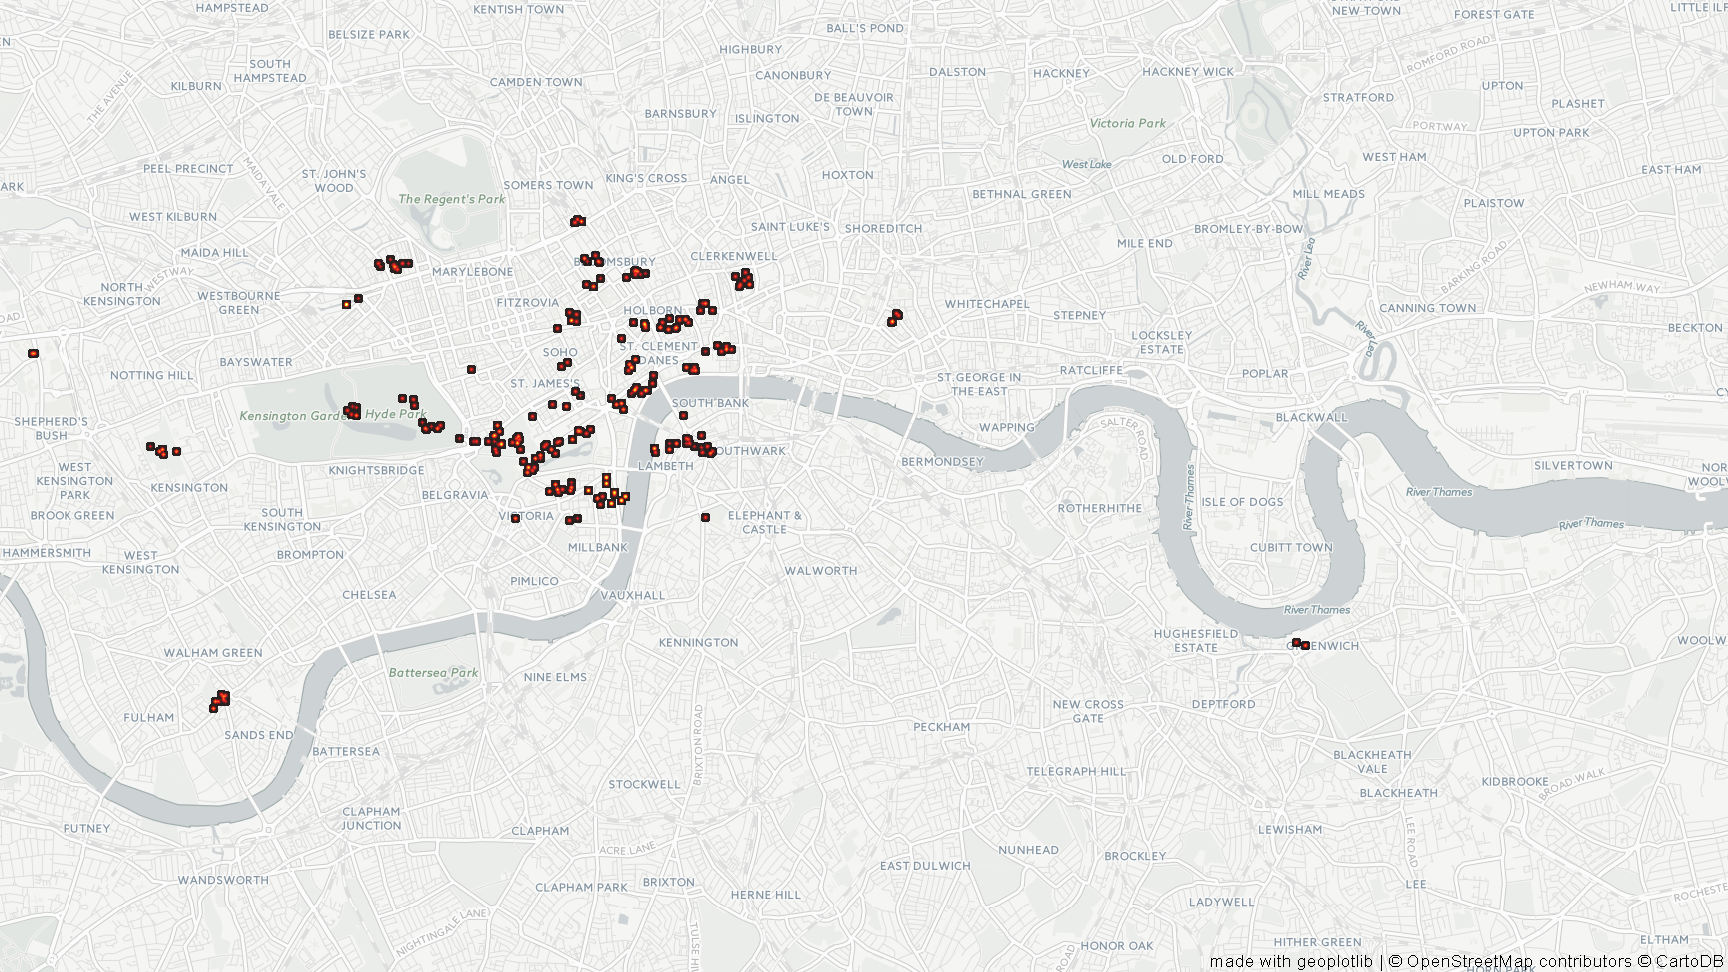 HAMPSTEAD
KENTISH TOWN
NEW TOWN
FOREST GATE
LITTLE ILF
BELSIZE PARK
BALL'S POND
HIGHBURY
ROMFORD ROAD
SOUTH
HAMPSTEAD
KILBURN
THE AVENUE
CAMDEN TOWN
CANONBURY
DALSTON
HACKNEY
HACKNEY WICK
UPTON
STRATFORD
PLASHET
DE BEAUVOIR
TOWN
BARNSBURY
ISLINGTON
Victoria Park
PORTWAY
UPTON PARK
PEEL PRECINCT
MAIDA VALE
ST. JOHN'S
WOOD
SOMERS TOWN
KING'S CROSS
ANGEL
HOXTON
West Lake
OLD FORD
WEST HAM
EAST HAM
ARK
The Regent's Park
BETHNAL GREEN
MILL MEADS
PLAISTOW
WEST KILBURN
SAINT LUKE'S
SHOREDITCH
MILE END
BROMLEY-BY-BOW
MAIDA HILL
WESTWAY
MARYLEBONE
CLERKENWELL
River Lea
BARKING ROAD
NORTH
KENSINGTON
WESTBOURNE
GREEN
FITZROVIA
HOLBORN
WHITECHAPEL
STEPNEY
CANNING TOWN
NEWHAM WAY
BECKTON
OAD
LOCKSLEY
ESTATE
River
Lea
BAYSWATER
SOHO
ST. CLEMENT
DANES
NOTTING HILL
ST. JAMES'S
ST.GEORGE IN
THE-EAST
RATCLIFFE
POPLAR
SHEPHERD'S
BUSH
Kensington Garde
Hyde Park
SOUTH BANK
WAPPING
SALTER ROAD
BLACKWALL
KNIGHTSBRIDGE
LAMBETH
OUTHWARK
BERMONDSEY
SILVERTOWN
WEST
KENSINGTON
PARK
KENSINGTON
BELGRAVIA
River Thames
ISLE OF DOGS
River Thames
NORT
WOOLW
BROOK GREEN
SOUTH
KENSINGTON
VICTORIA
ELEPHANT &
CASTLE
ROTHERHITHE
River Thames
HAMMERSMITH
WEST
KENSINGTON
BROMPTON
MILLBANK
CUBITT TOWN
PIMLICO
WALWORTH
CHELSEA
VAUXHALL
River Thames
WALHAM GREEN
KENNINGTON
HUGHESFIELD
ESTATE
WOOLW
Battersea Park
NINE ELMS
NEW CROSS
GATE
DEPTFORD
FULHAM
SANDS END
BATTERSEA
BRIXTON ROAD
PECKHAM
BLACKHEATH
VALE
STOCKWELL
TELEGRAPH HILL
KIDBROOKE
BROAD WALK
BLACKHEATH
CLAPHAM
JUNCTION
CLAPHAM
LEWISHAM
LEE ROAD
ACRE LANE
NUNHEAD
BROCKLEY
EAST DULWICH
WANDSWORTH
CLAPHAM PARK
BRIXTON
HERNE HILL
LEE
ROCHESTER
LADYWELL
NIGHTINGALE LANE
HONOR OAK
HITHER GREEN
ELTHAM
made with geoplotlib | © OpenStreetMap contributors © CartoDB